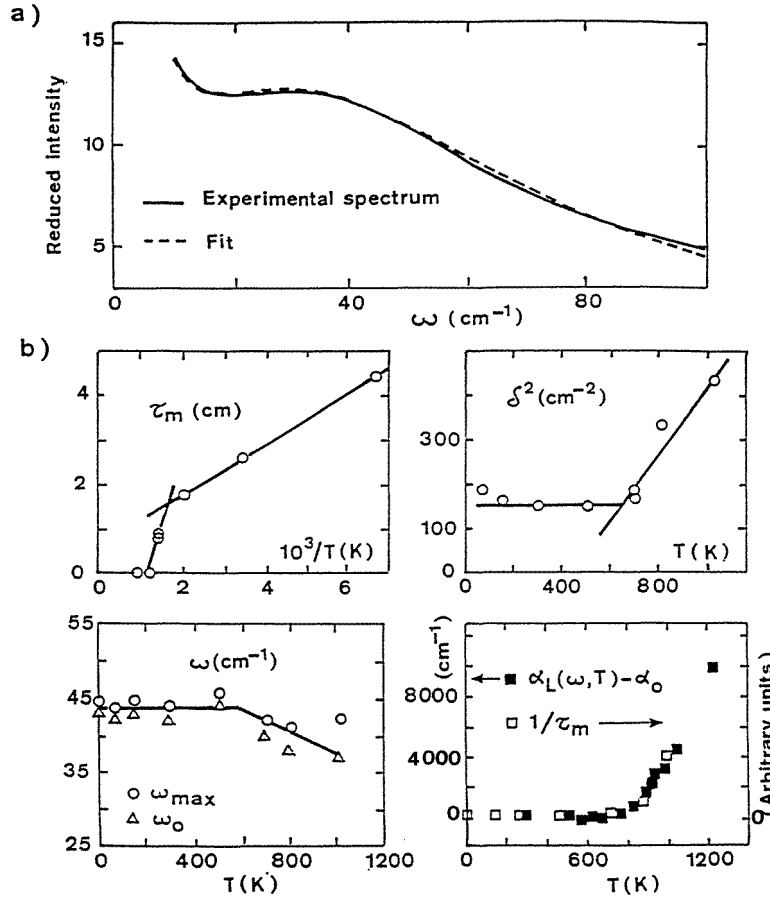 a)
15
10
5
Reduced Intensity
Experimental spectrum
Fit
0 40 80
ω (cm⁻¹)
b)
4
2
0
τm (cm)
10³/T(K)
0 2 4 6
δ² (cm⁻²)
300
100
0
T(K)
0 400 800
55
45
35
25
ω(cm⁻¹)
ωmax
ωo
0 400 800 1200
T(K)
(cm⁻¹)
8000
4000
0
αL(ω,T)-αo
1/τm
0
(Arbitrary units)
0 600 1200
T(K)